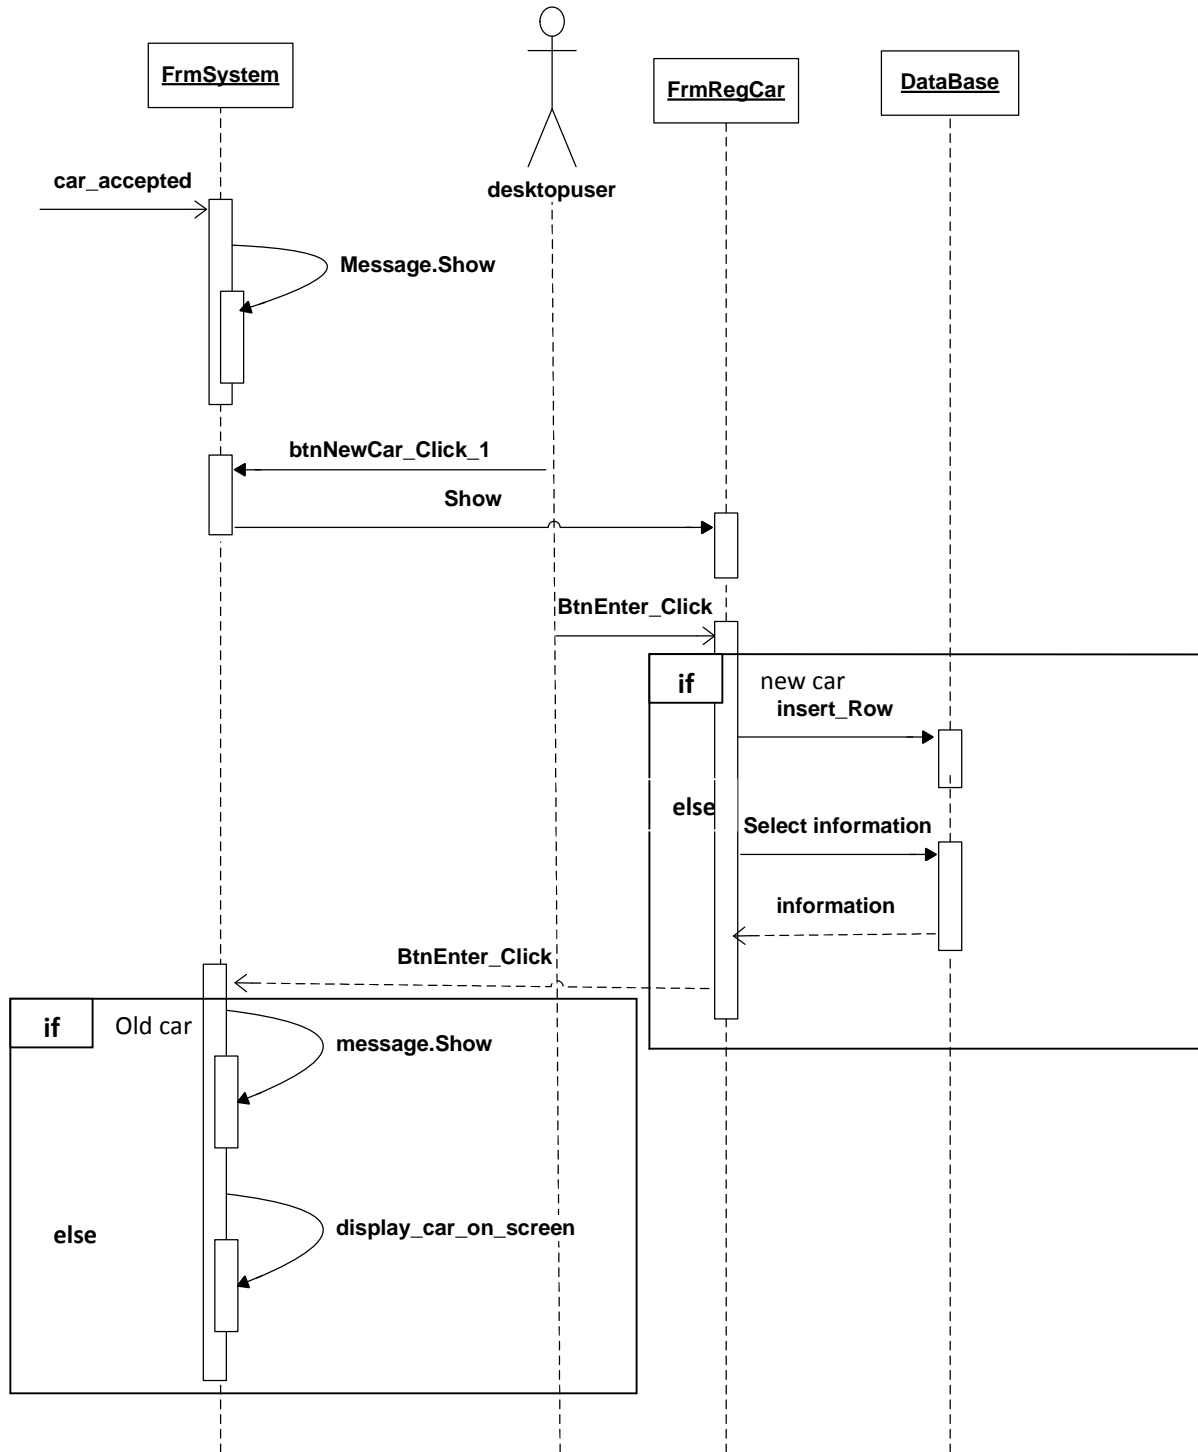 FrmSystem
FrmRegCar
DataBase
desktopuser
car_accepted
Message.Show
btnNewCar_Click_1
Show
BtnEnter_Click
if
new car
insert_Row
else
Select information
information
BtnEnter_Click
if
Old car
message.Show
else
display_car_on_screen